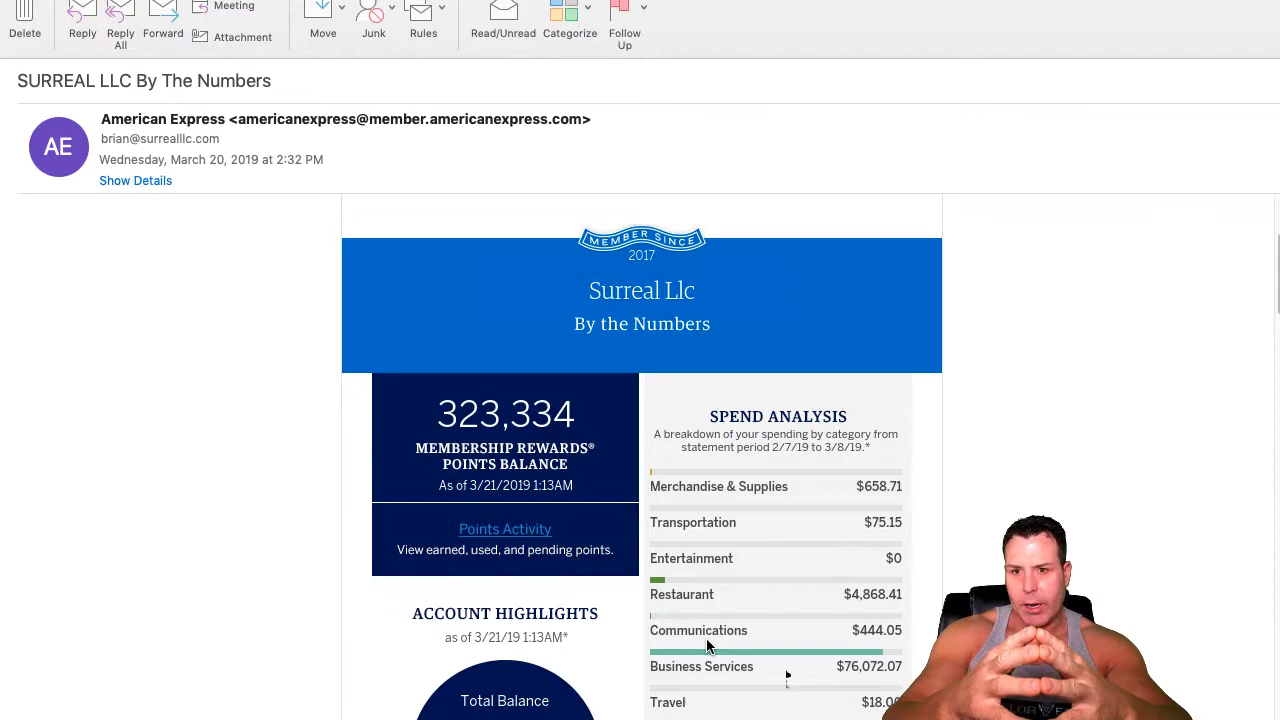 Meeting
Delete
Reply
Reply
All
Forward
Attachment
Move
Junk
Rules
Read/Unread
Categorize
Follow
Up
SURREAL LLC By The Numbers
AE
American Express <americanexpress@member.americanexpress.com>
brian@surrealllc.com
Wednesday, March 20, 2019 at 2:32 PM
Show Details
MEMBER SINCE
2017
Surreal Llc
By the Numbers
323,334
MEMBERSHIP REWARDS®
POINTS BALANCE
As of 3/21/2019 1:13AM
Points Activity
View earned, used, and pending points.
ACCOUNT HIGHLIGHTS
as of 3/21/19 1:13AM*
Total Balance
SPEND ANALYSIS
A breakdown of your spending by category from
statement period 2/7/19 to 3/8/19.*
Merchandise & Supplies $658.71
Transportation $75.15
Entertainment $0
Restaurant $4,868.41
Communications $444.05
Business Services $76,072.07
Travel